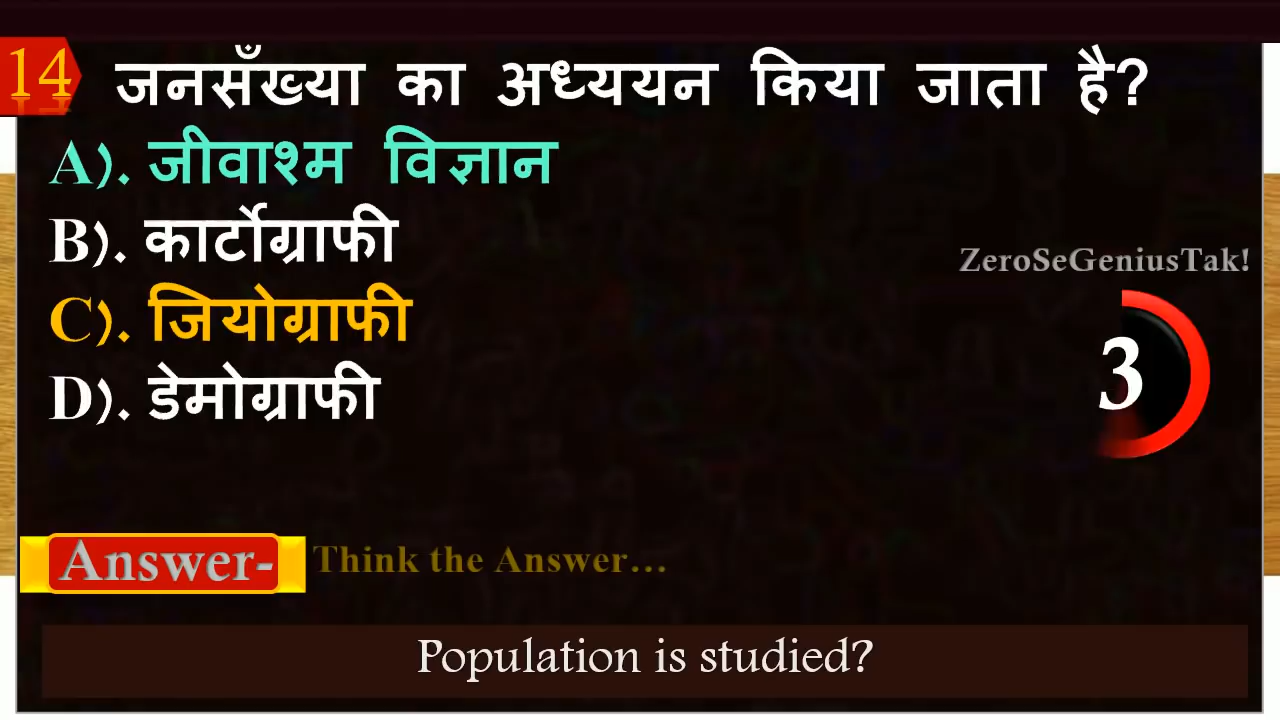 14 जनसँख्या का अध्ययन किया जाता है?
A). जीवाश्म विज्ञान
B). कार्टोग्राफी
C). जियोग्राफी
D). डेमोग्राफी
ZeroSeGeniusTak!
3
Answer- Think the Answer...
Population is studied?